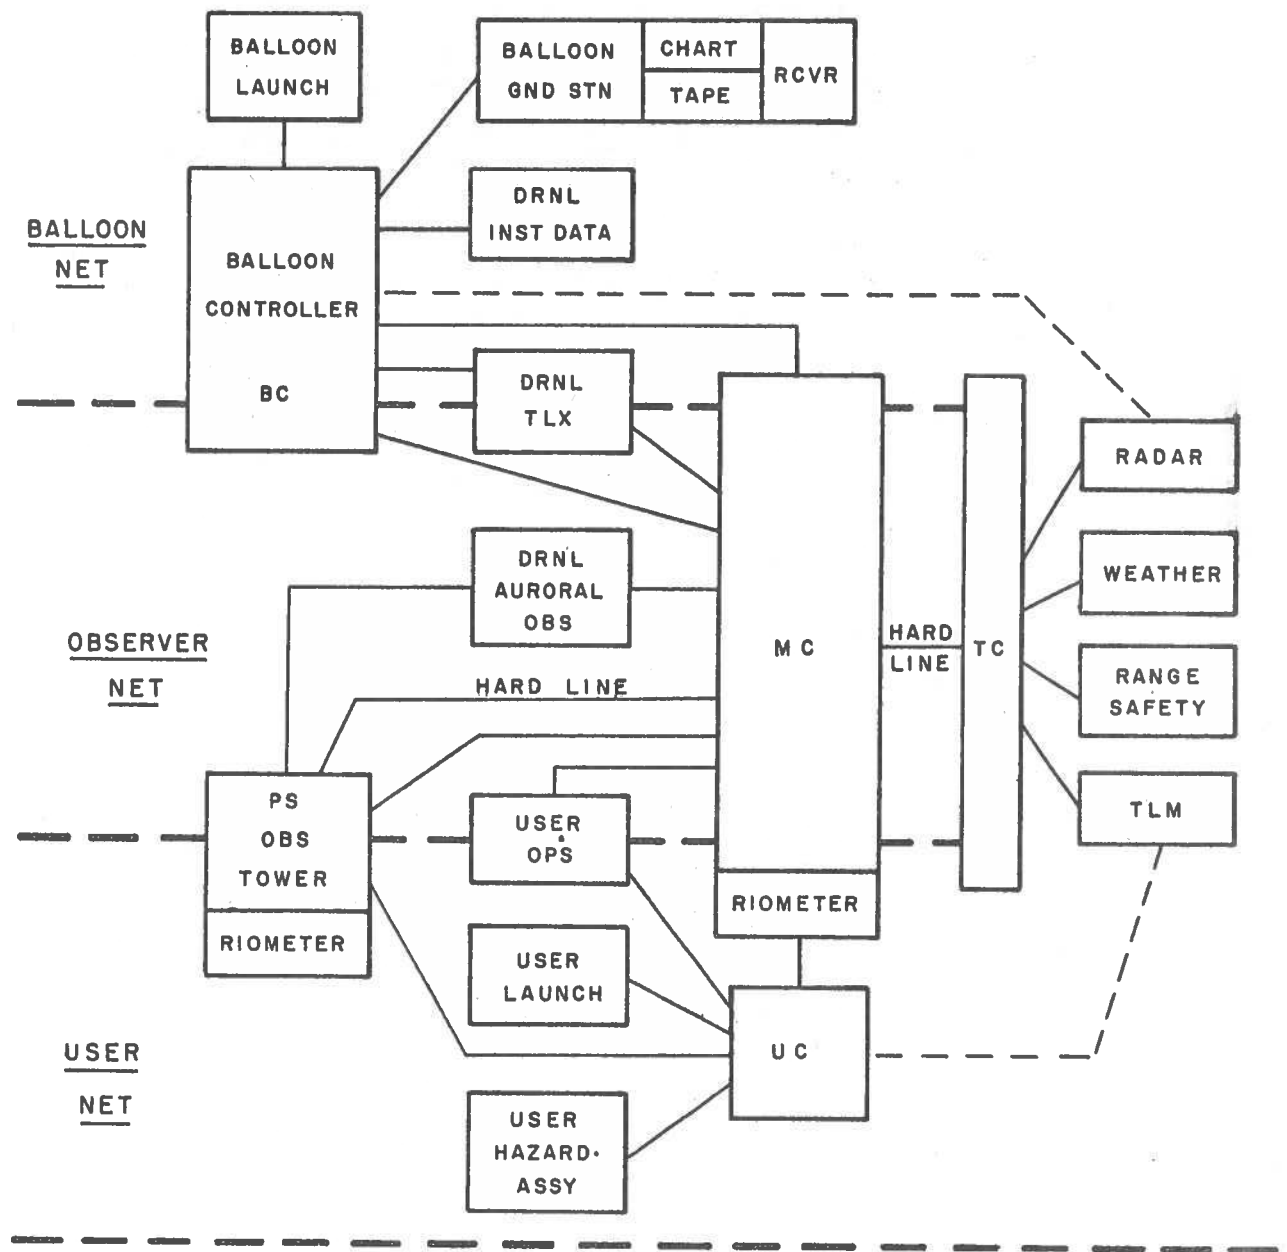 BALLOON
LAUNCH
BALLOON
GND STN
CHART
TAPE
RCVR
DRNL
INST DATA
BALLOON
NET
BALLOON
CONTROLLER
BC
DRNL
TLX
RADAR
WEATHER
RANGE
SAFETY
TLM
DRNL
AURORAL
OBS
OBSERVER
NET
HARD LINE
MC
HARD
LINE
TC
PS
OBS
TOWER
RIOMETER
USER
OPS
RIOMETER
USER
LAUNCH
UC
USER
NET
USER
HAZARD.
ASSY